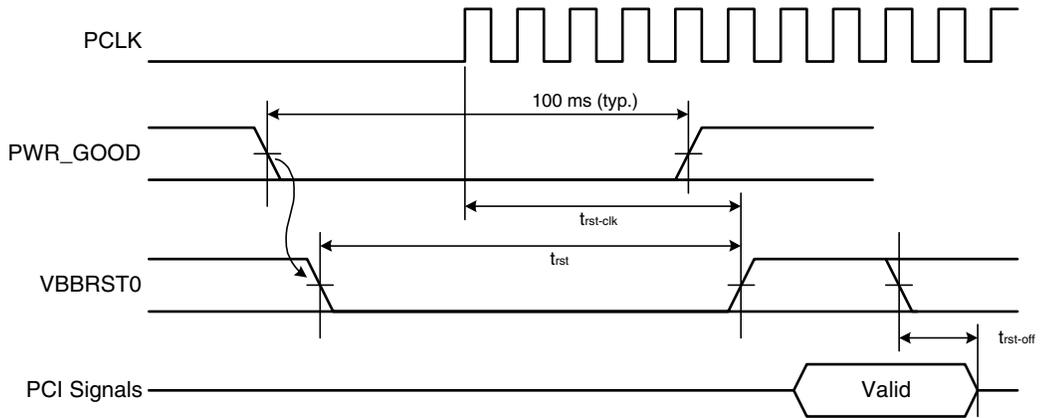 PCLK
100 ms (typ.)
PWR_GOOD
trst-clk
trst
VBBRST0
trst-off
PCI Signals
Valid